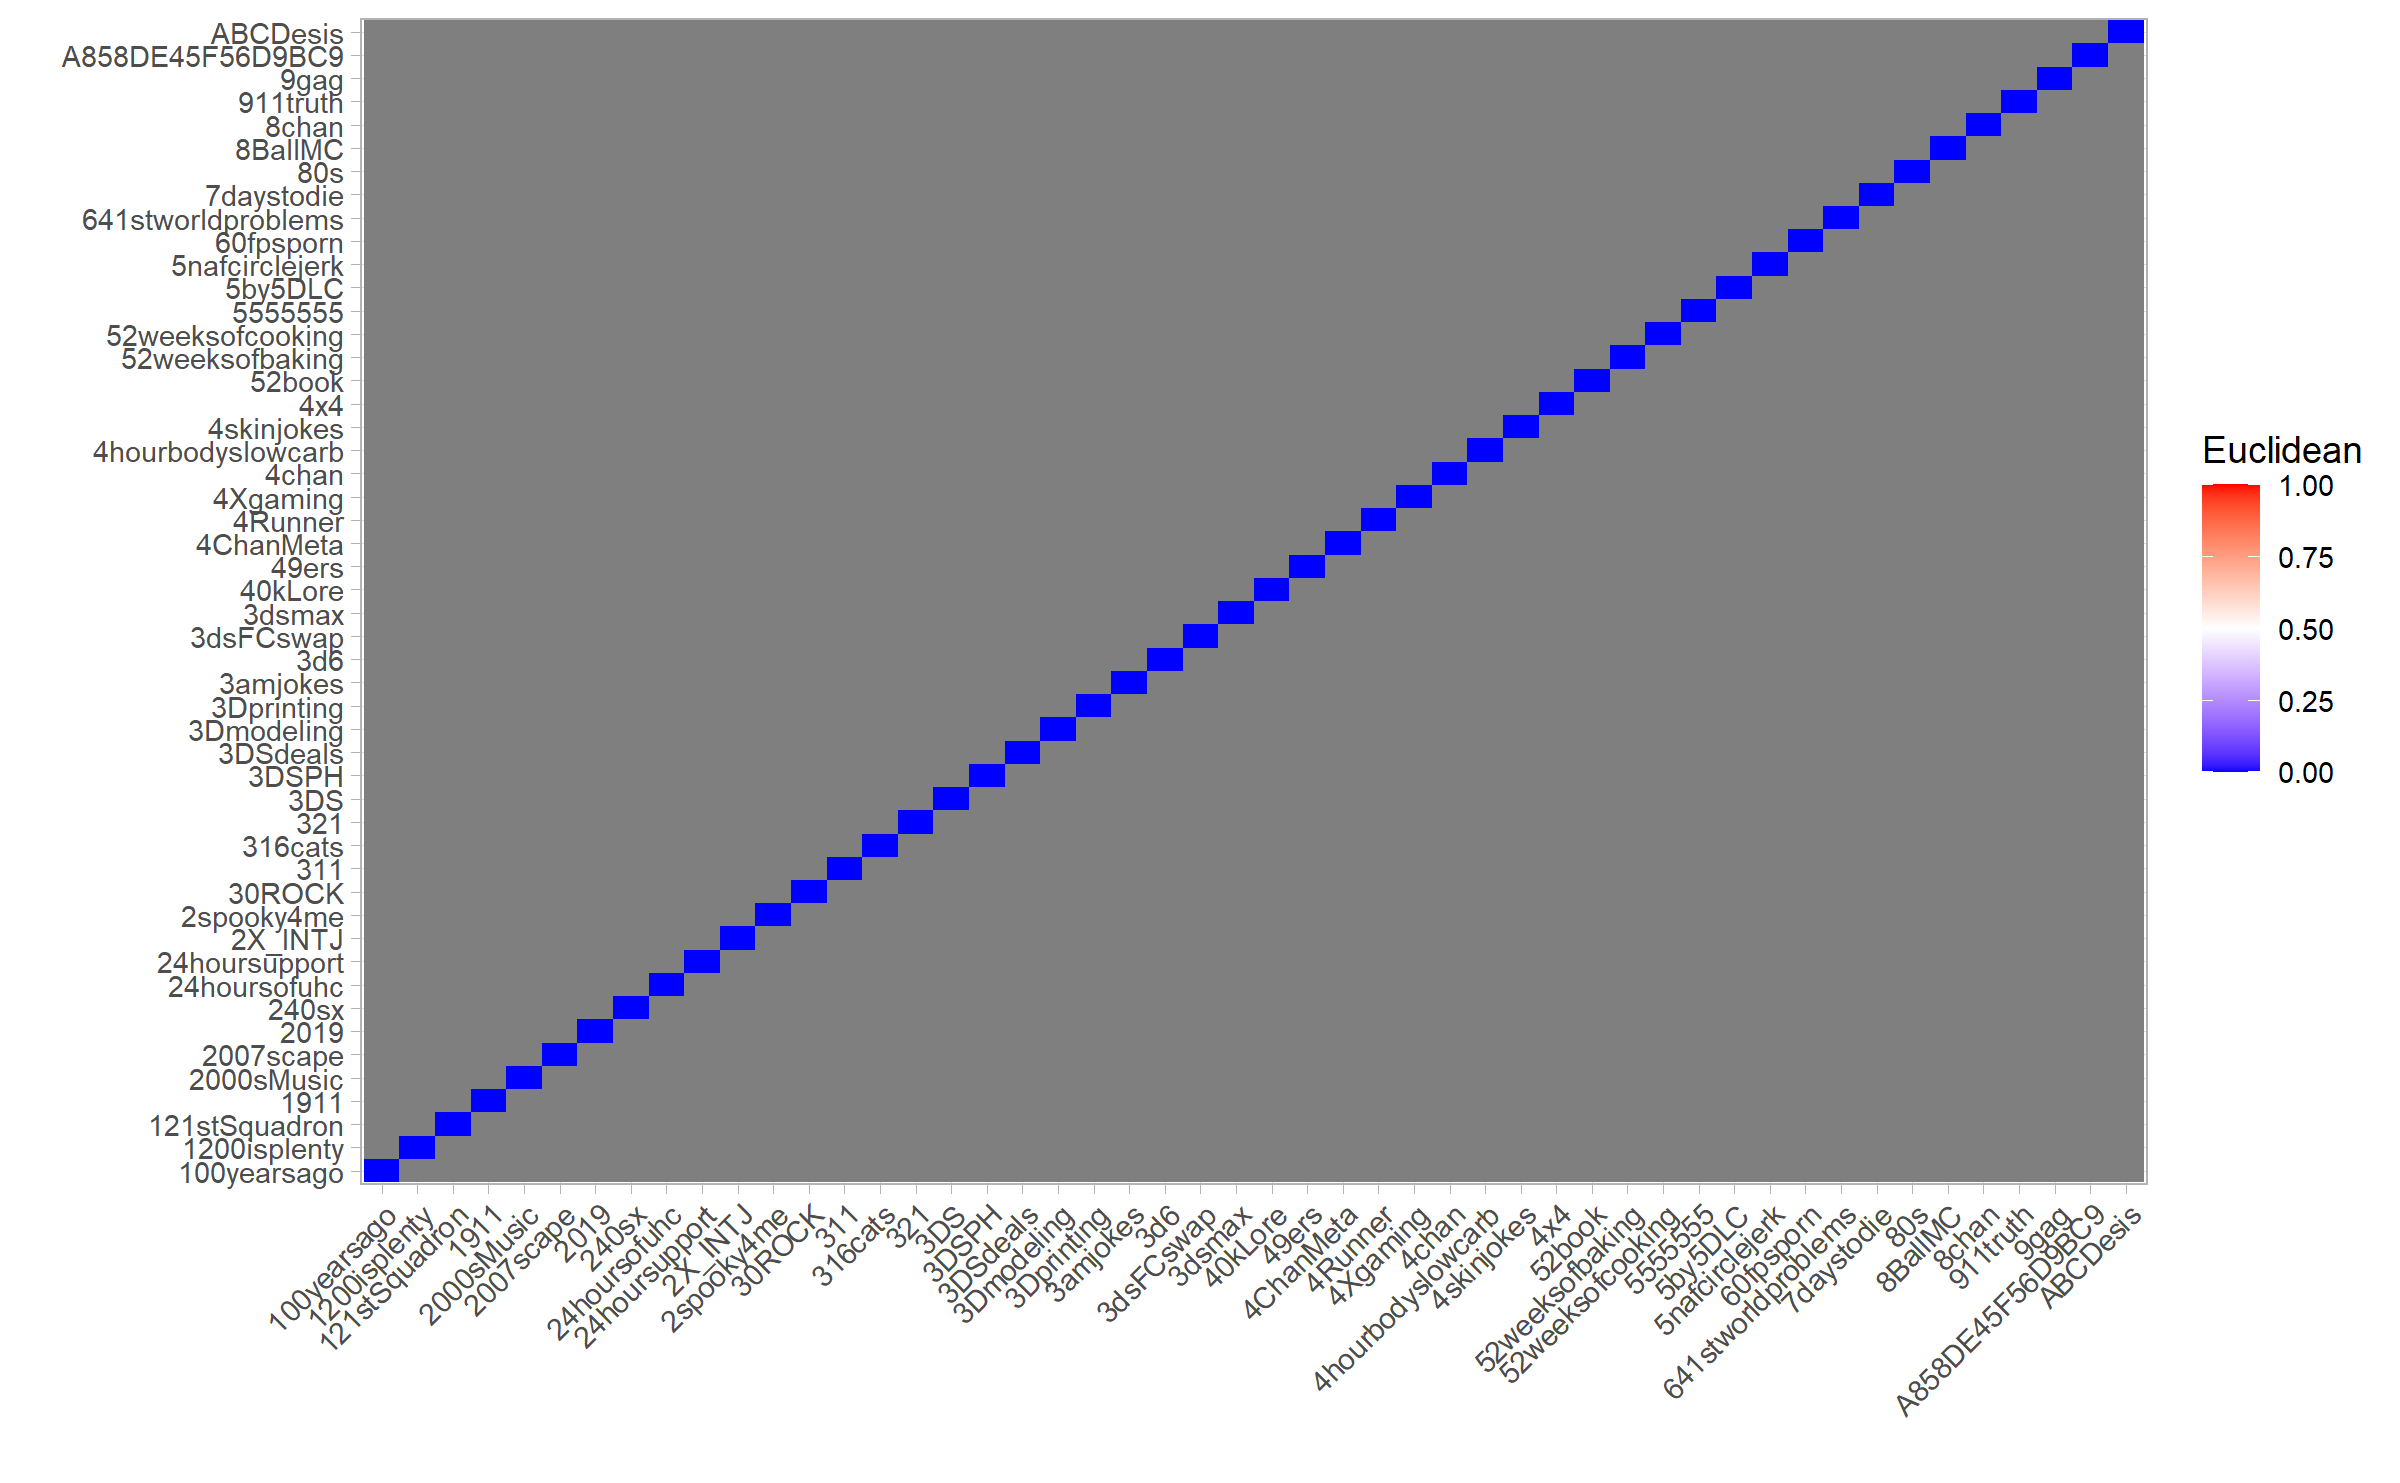 ABCDesis
A858DE45F56D9BC9
9gag
911truth
8chan
8BallMC
80s
7daystodie
641stworldproblems
60fpsporn
5nafcirclejerk
5by5DLC
5555555
52weeksofcooking
52weeksofbaking
52book
4x4
4skinjokes
4hourbodyslowcarb
4chan
4Xgaming
4Runner
4ChanMeta
49ers
40kLore
3dsmax
3dsFCswap
3d6
3amjokes
3Dprinting
3Dmodeling
3DSdeals
3DSPH
3DS
321
316cats
311
30ROCK
2spooky4me
2X_INTJ
24hoursupport
24hoursofuhc
240sx
2019
2007scape
2000sMusic
1911
121stSquadron
1200isplenty
100yearsago
100yearsago
1200isplenty
121stSquadron
1911
2000sMusic
2007scape
2019
240sx
24hoursofuhc
24hoursupport
2X_INTJ
2spooky4me
30ROCK
311
316cats
321
3DS
3DSPH
3DSdeals
3Dmodeling
3Dprinting
3amjokes
3d6
3dsFCswap
3dsmax
40kLore
49ers
4ChanMeta
4Runner
4Xgaming
4chan
4hourbodyslowcarb
4skinjokes
4x4
52book
52weeksofbaking
52weeksofcooking
5555555
5by5DLC
5nafcirclejerk
60fpsporn
641stworldproblems
7daystodie
80s
8BallMC
8chan
911truth
9gag
A858DE45F56D9BC9
ABCDesis
Euclidean
1.00
0.75
0.50
0.25
0.00